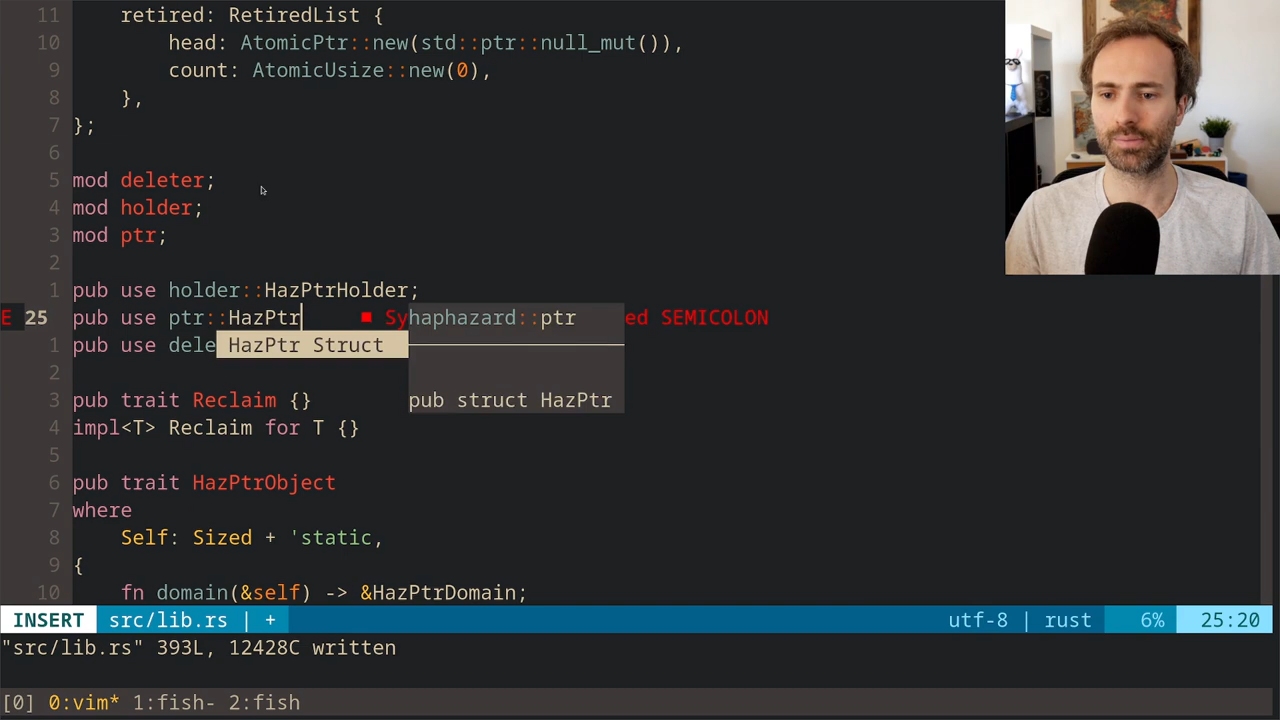 11     retired: RetiredList {
10         head: AtomicPtr::new(std::ptr::null_mut()),
9         count: AtomicUsize::new(0),
8     },
7 };
6
5 mod deleter;
4 mod holder;
3 mod ptr;
2
1 pub use holder::HazPtrHolder;
E 25 pub use ptr::HazPtr ■ Sy haphazard::ptr ed SEMICOLON
1 pub use dele HazPtr Struct
2
3 pub trait Reclaim {} pub struct HazPtr
4 impl<T> Reclaim for T {}
5
6 pub trait HazPtrObject
7 where
8     Self: Sized + 'static,
9 {
10     fn domain(&self) -> &HazPtrDomain;
INSERT src/lib.rs | + utf-8 | rust 6% 25:20
"src/lib.rs" 393L, 12428C written
[0] 0:vim* 1:fish- 2:fish